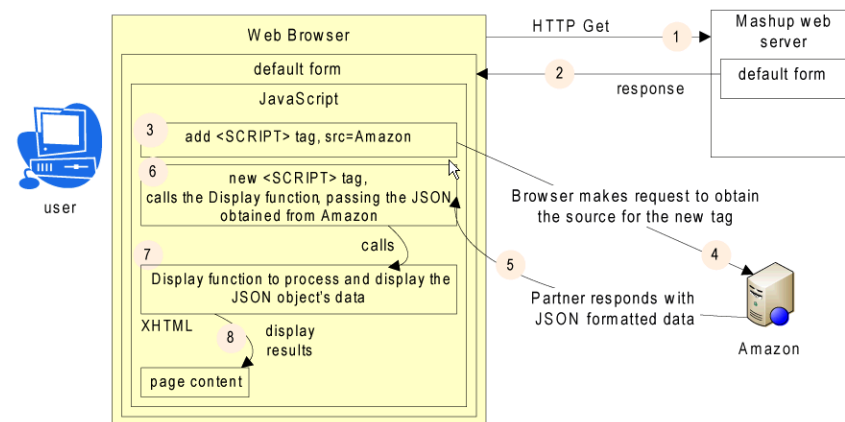 Web Browser
HTTP Get
1
Mashup web
server
default form
2
response
default form
JavaScript
3
add <SCRIPT> tag, src=Amazon
6
new <SCRIPT> tag,
calls the Display function, passing the JSON
obtained from Amazon
user
Browser makes request to obtain
the source for the new tag
calls
5
4
7
Display function to process and display the
JSON object's data
Partner responds with
JSON formatted data
XHTML
8
display
results
Amazon
page content